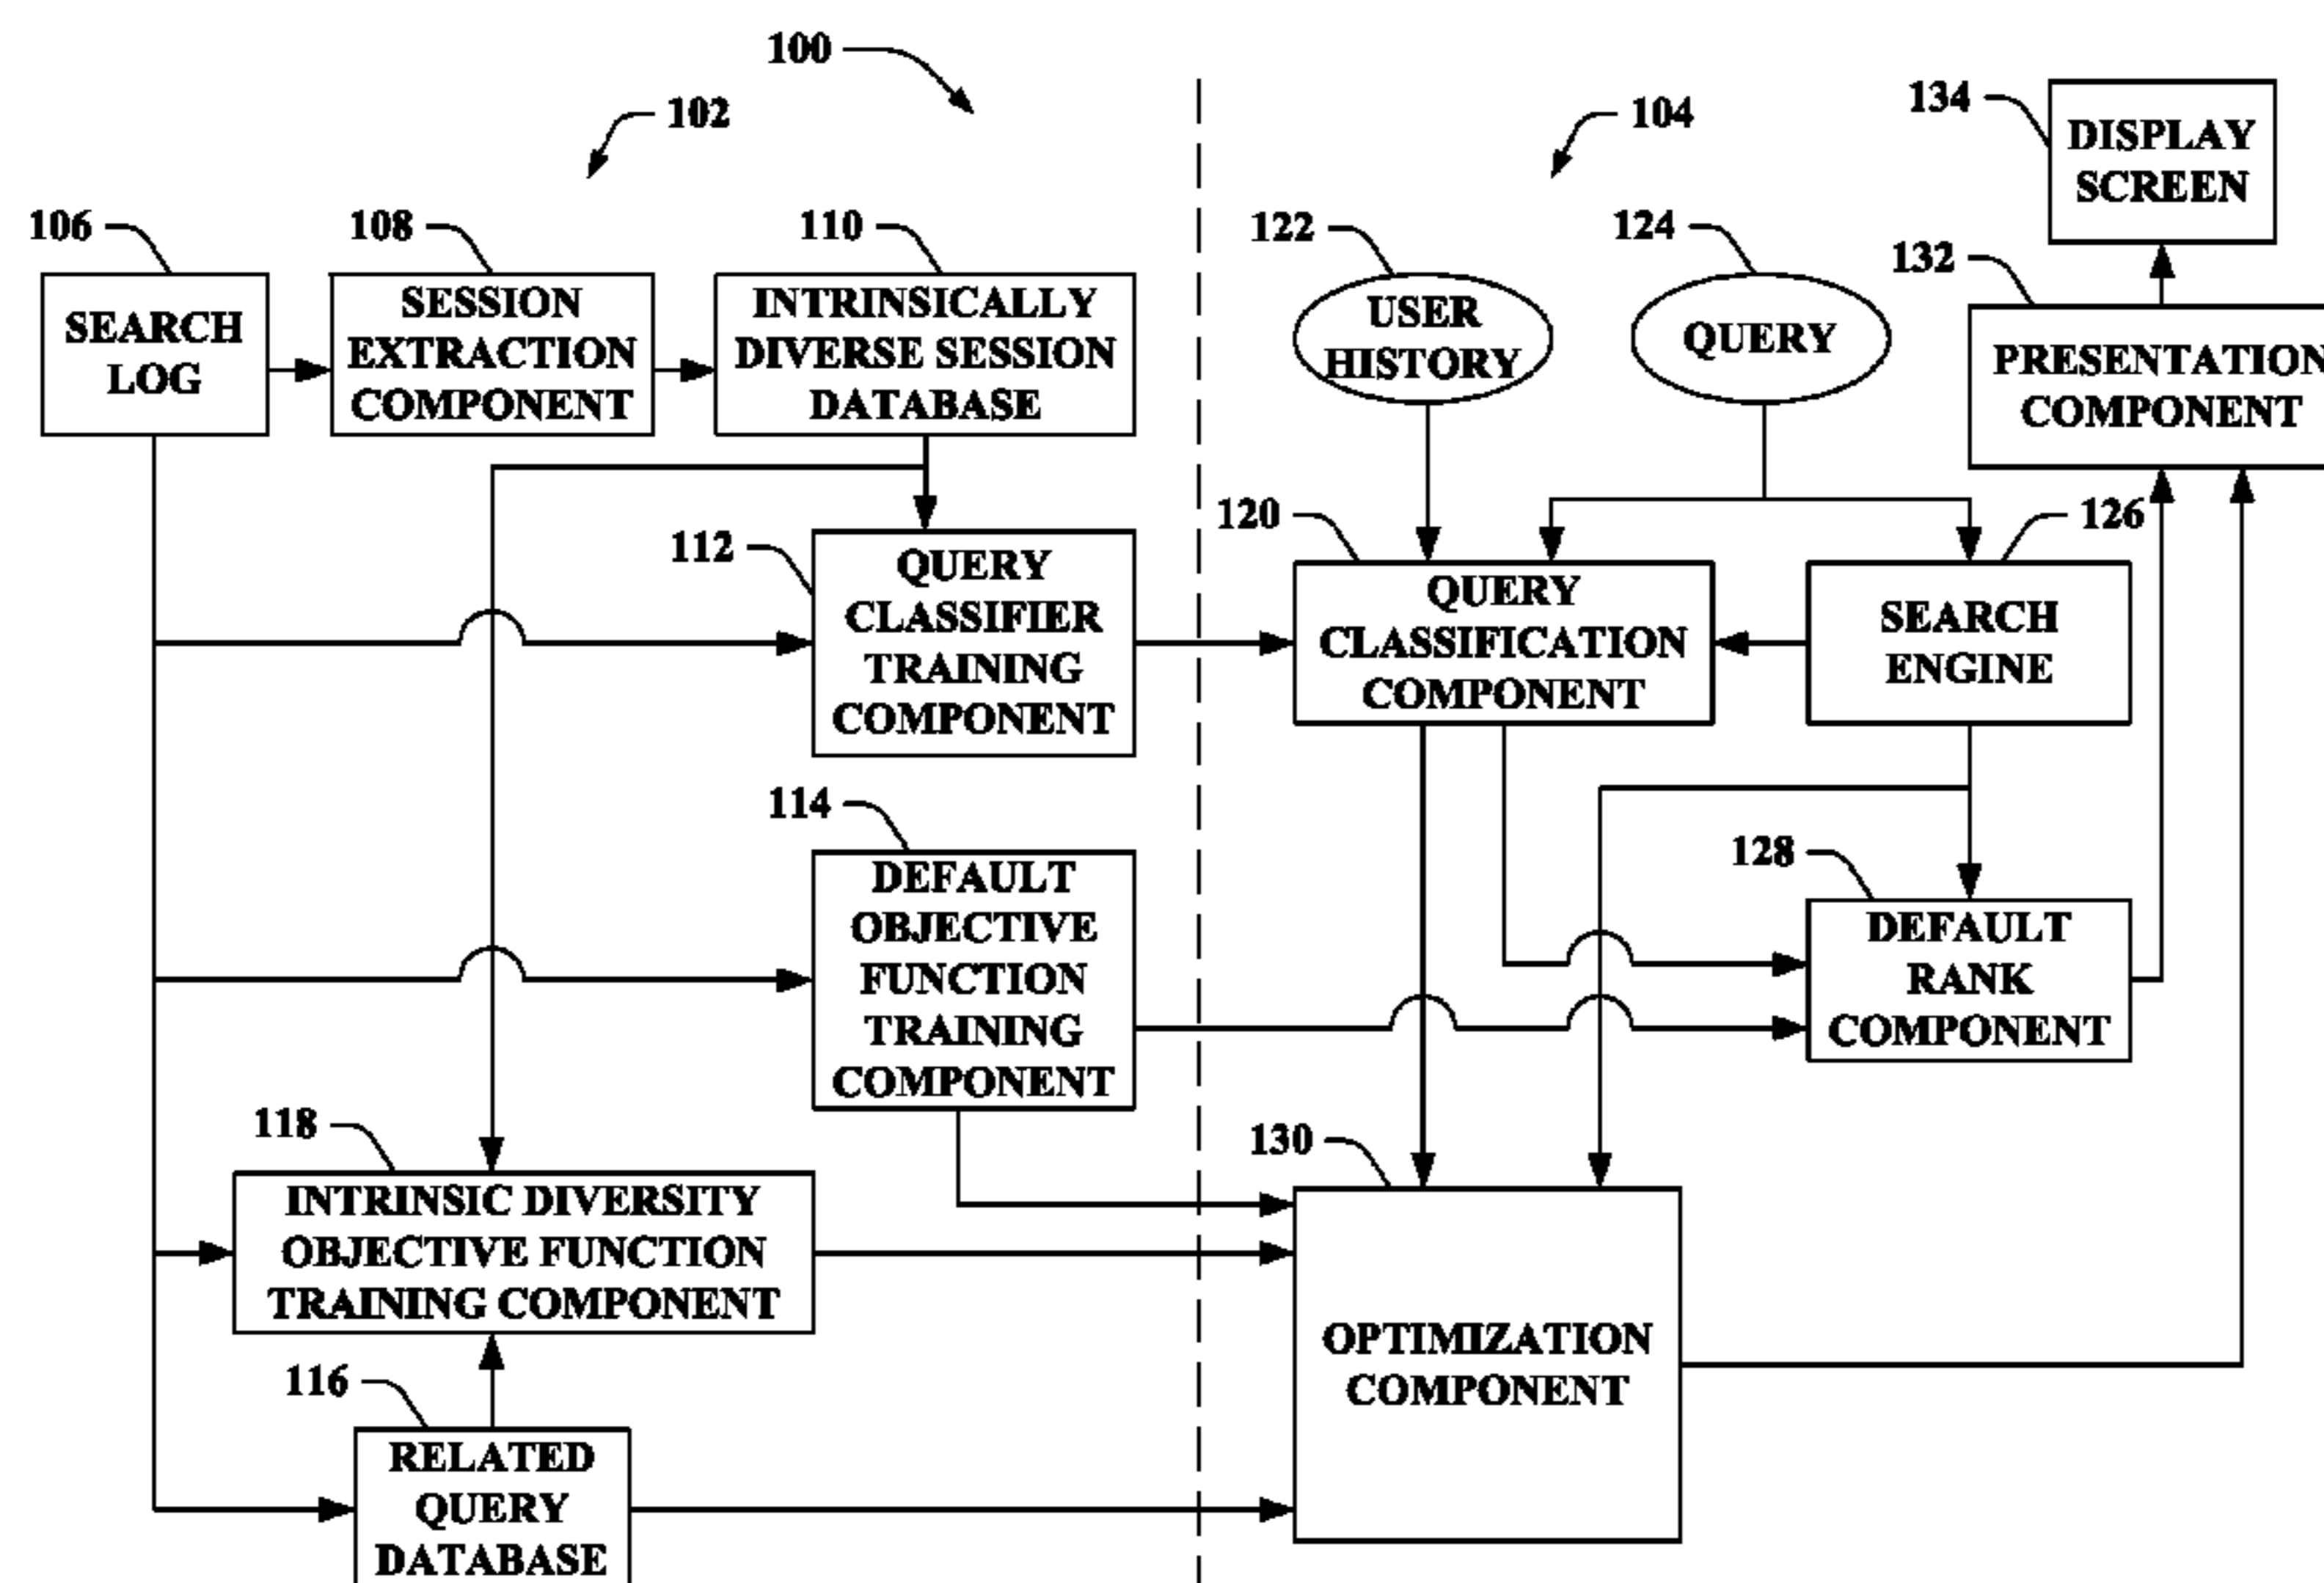 100
102
104
134
DISPLAY
SCREEN
106
108
110
122
124
132
SEARCH
LOG
SESSION
EXTRACTION
COMPONENT
INTRINSICALLY
DIVERSE SESSION
DATABASE
USER
HISTORY
QUERY
PRESENTATION
COMPONENT
112
QUERY
CLASSIFIER
TRAINING
COMPONENT
120
QUERY
CLASSIFICATION
COMPONENT
126
SEARCH
ENGINE
114
DEFAULT
OBJECTIVE
FUNCTION
TRAINING
COMPONENT
128
DEFAULT
RANK
COMPONENT
118
INTRINSIC DIVERSITY
OBJECTIVE FUNCTION
TRAINING COMPONENT
130
OPTIMIZATION
COMPONENT
116
RELATED
QUERY
DATABASE